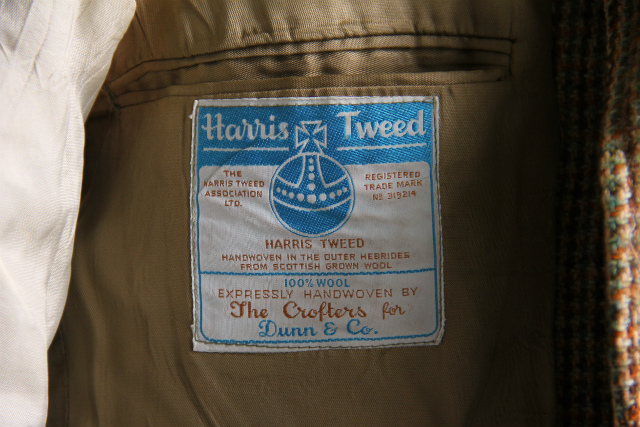 Harris Tweed
THE
HARRIS TWEED
ASSOCIATION
LTD.
REGISTERED
TRADE MARK
No 319214
HARRIS TWEED
HANDWOVEN IN THE OUTER HEBRIDES
FROM SCOTTISH GROWN WOOL
100% WOOL
EXPRESSLY HANDWOVEN BY
The Crofters for
Dunn & Co.